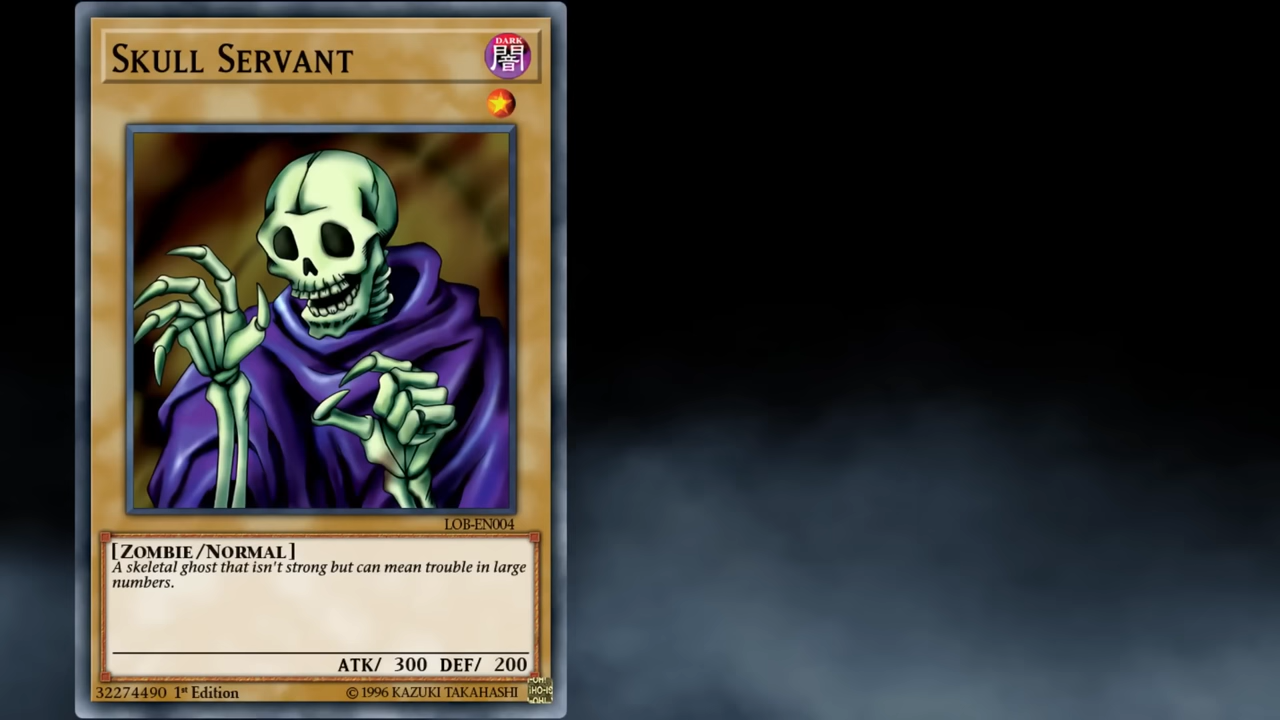 Skull Servant
DARK
闇
LOB-EN004
[Zombie/Normal]
A skeletal ghost that isn't strong but can mean trouble in large
numbers.
ATK/ 300 DEF/ 200
32274490 1st Edition
© 1996 KAZUKI TAKAHASHI